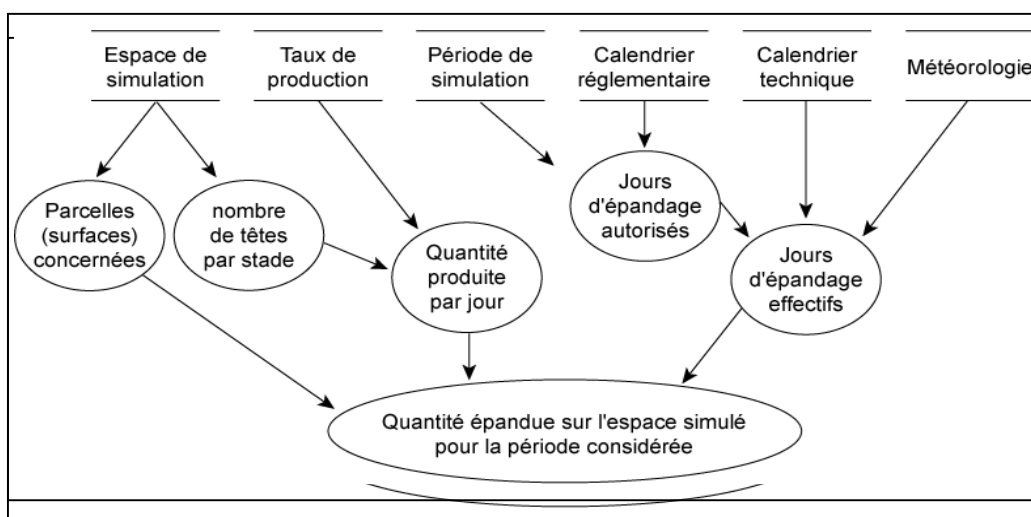 Espace de
simulation
Taux de
production
Période de
simulation
Calendrier
réglementaire
Calendrier
technique
Météorologie
Parcelles
(surfaces)
concernées
nombre
de têtes
par stade
Quantité
produite
par jour
Jours
d'épandage
autorisés
Jours
d'épandage
effectifs
Quantité épandue sur l'espace simulé
pour la période considérée